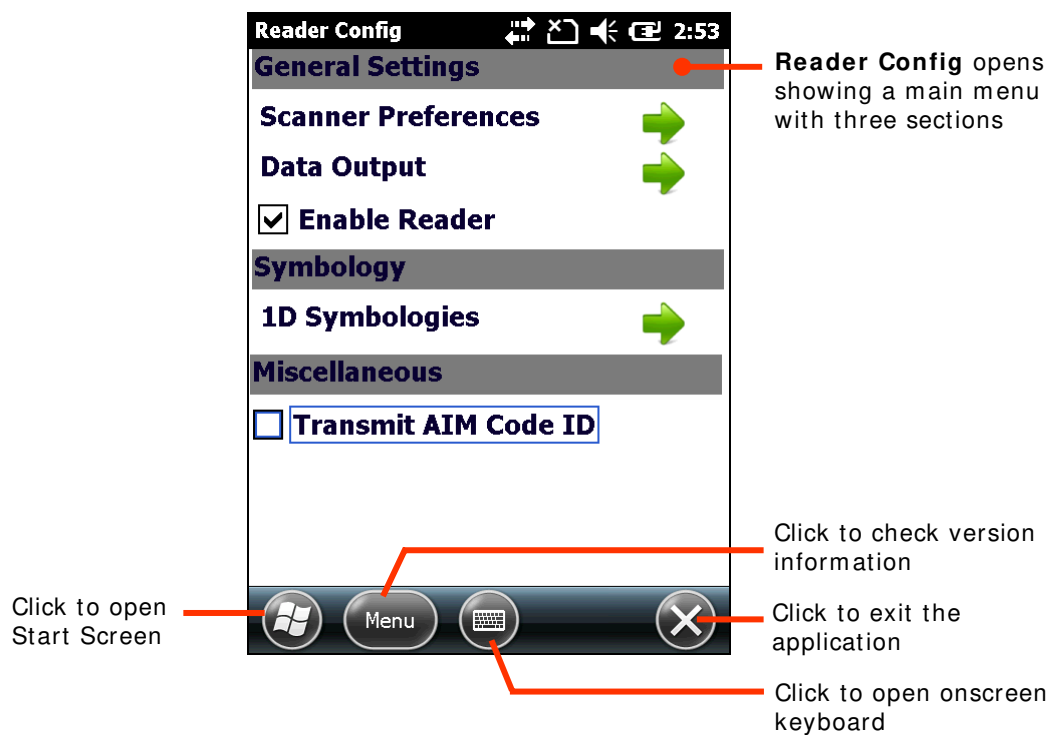 Reader Config 2:53
General Settings
Scanner Preferences
Data Output
Enable Reader
Symbology
1D Symbologies
Miscellaneous
Transmit AIM Code ID
Menu
Reader Config opens
showing a main menu
with three sections
Click to check version
information
Click to open
Start Screen
Click to exit the
application
Click to open onscreen
keyboard